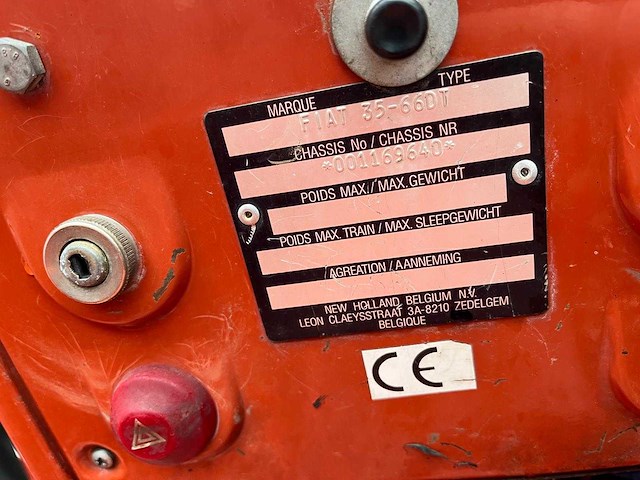 MARQUE TYPE
FIAT 35-66DT
CHASSIS No / CHASSIS NR
*001169640*
POIDS MAX. / MAX. GEWICHT
POIDS MAX. TRAIN / MAX. SLEEPGEWICHT
/AGREATION / AANNEMING
NEW HOLLAND BELGIUM N.V.
LEON CLAEYSSTRAAT 3A-8210 ZEDELGEM
BELGIQUE
CE